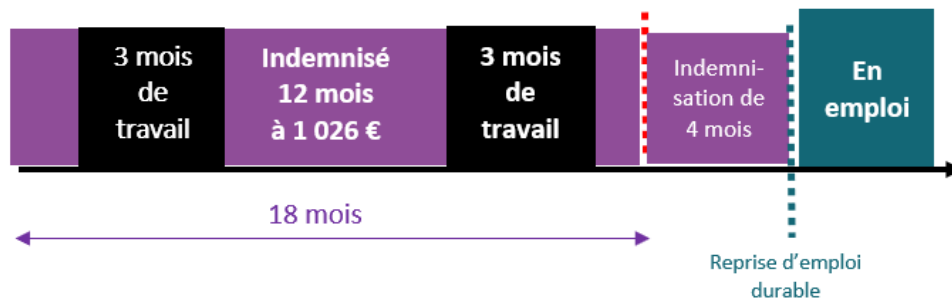 3 mois
de
travail
Indemnisé
12 mois
à 1 026 €
3 mois
de
travail
Indemni-
sation de
4 mois
En
emploi
18 mois
Reprise d’emploi
durable